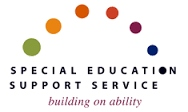 SPECIAL EDUCATION
SUPPORT SERVICE
building on ability